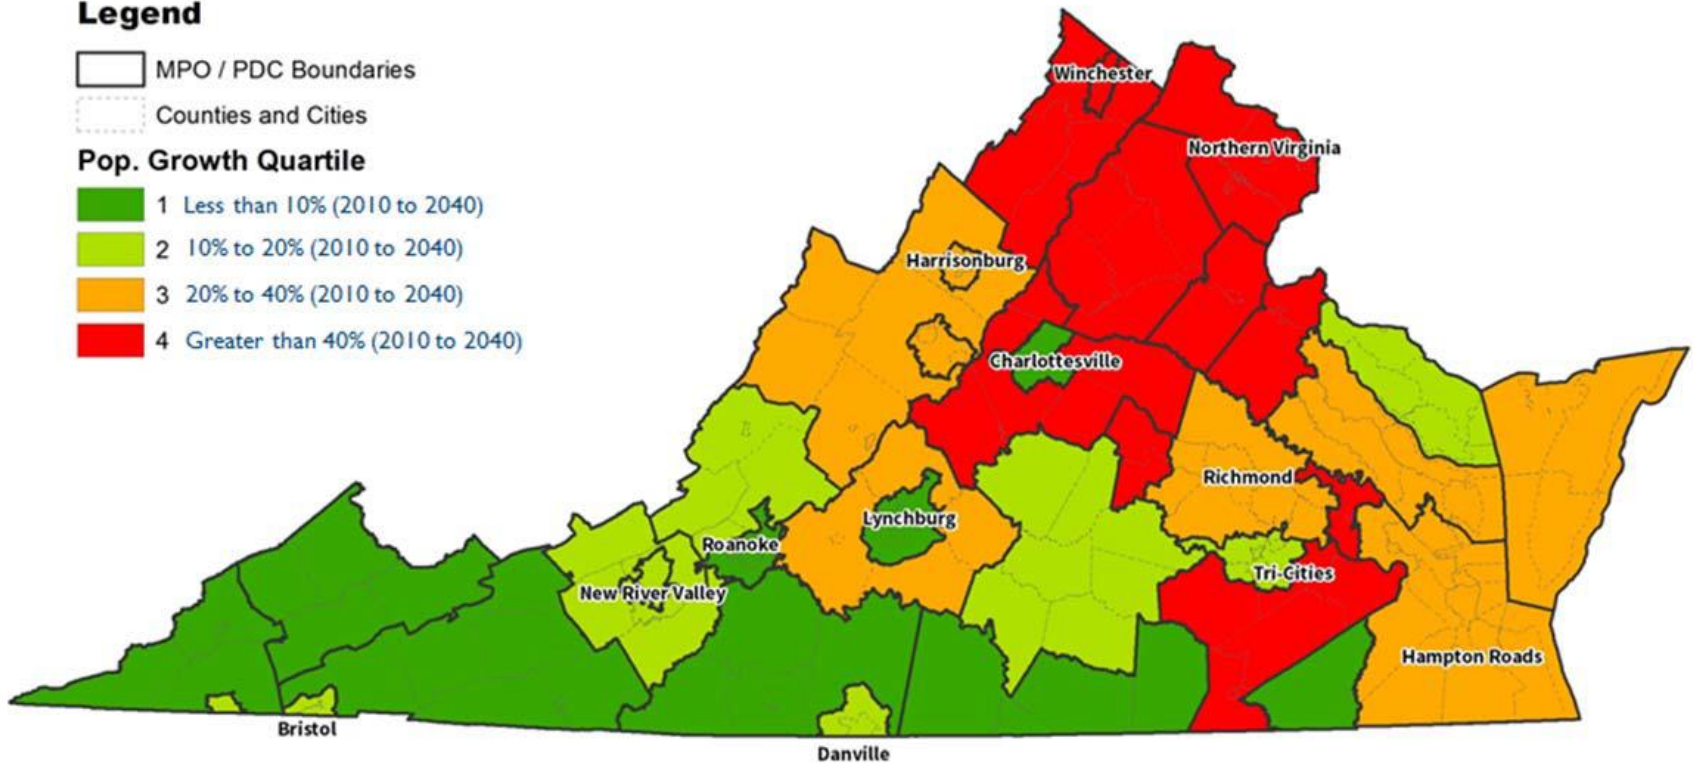 Legend
MPO / PDC Boundaries
Counties and Cities
Pop. Growth Quartile
1 Less than 10% (2010 to 2040)
2 10% to 20% (2010 to 2040)
3 20% to 40% (2010 to 2040)
4 Greater than 40% (2010 to 2040)
Winchester
Northern Virginia
Harrisonburg
Charlottesville
Richmond
Lynchburg
Roanoke
Tri-Cities
New River Valley
Hampton Roads
Bristol
Danville